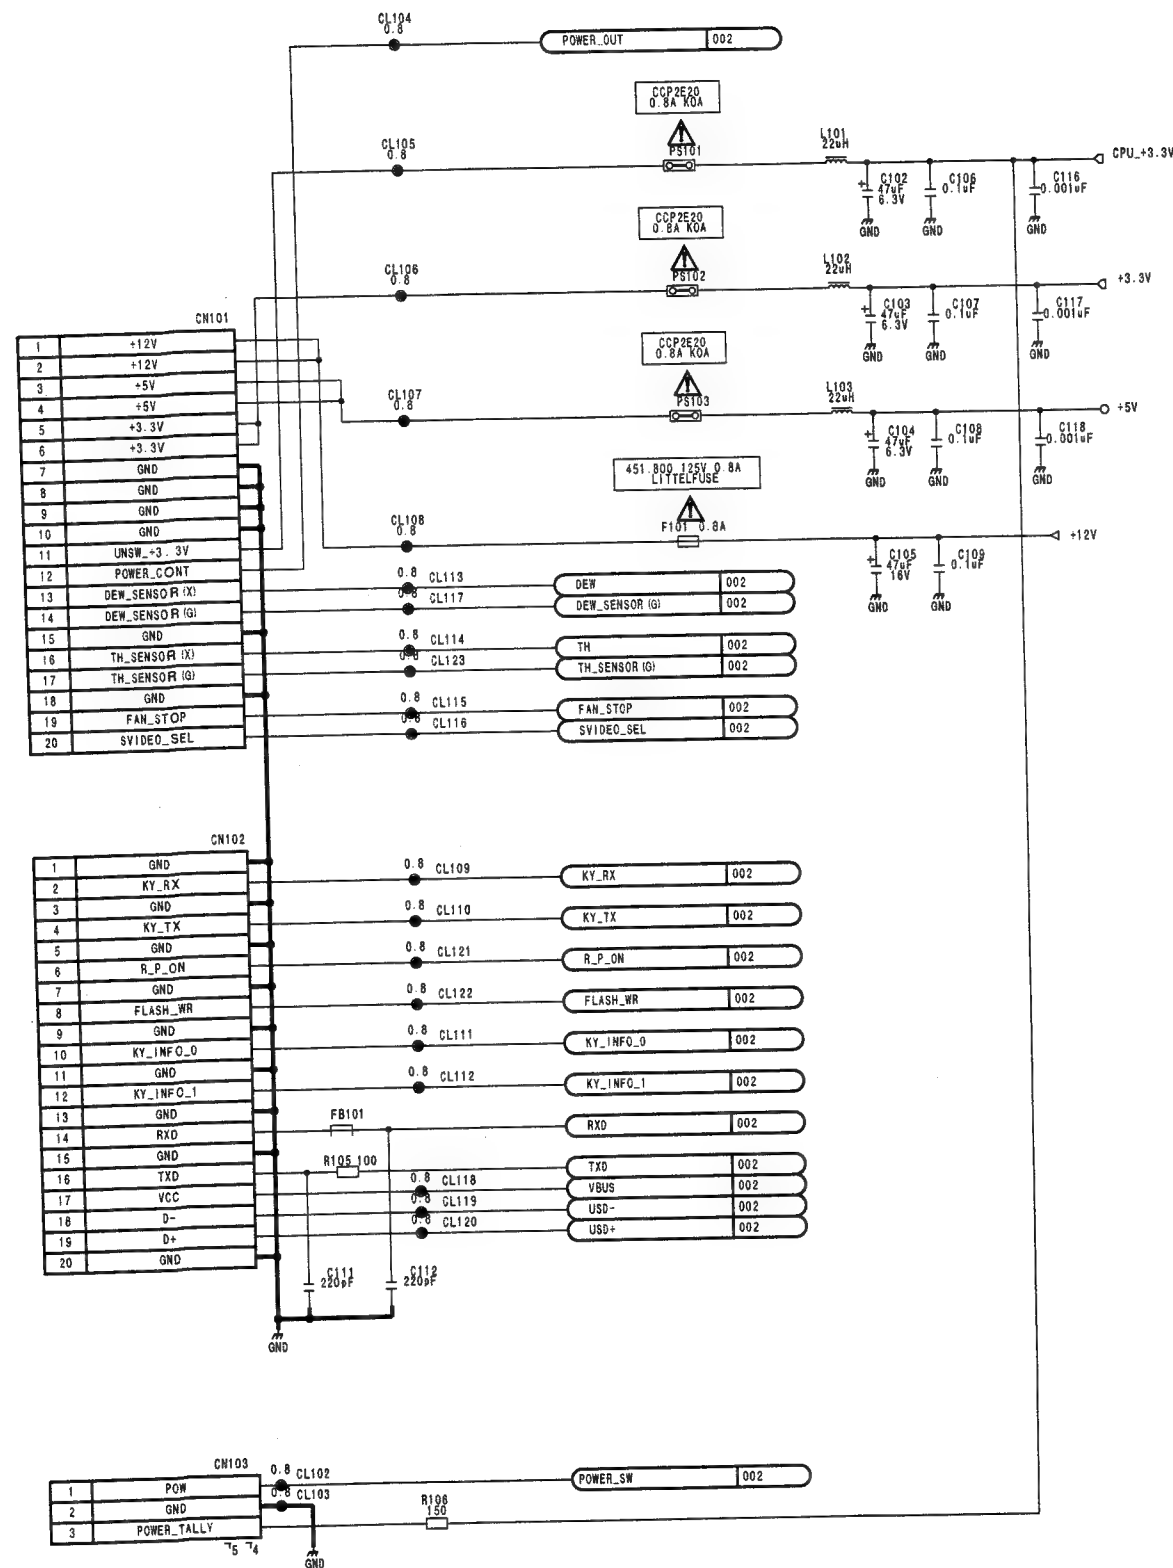 CL104
0.8
POWER_OUT 002
CCP2E20
0.8A KOA
PS101
CL105
0.8
L101
22uH
CPU_+3.3V
+ C102
47uF
6.3V
GND
C106
0.1uF
GND
C116
0.001uF
GND
CCP2E20
0.8A KOA
PS102
CL106
0.8
L102
22uH
+3.3V
+ C103
47uF
6.3V
GND
C107
0.1uF
GND
C117
0.001uF
GND
CCP2E20
0.8A KOA
PS103
CL107
0.8
L103
22uH
+5V
+ C104
47uF
6.3V
GND
C108
0.1uF
GND
C118
0.001uF
GND
451.800 125V 0.8A
LITTELFUSE
F101 0.8A
CL108
0.8
+12V
+ C105
47uF
16V
GND
C109
0.1uF
GND
CN101
1 +12V
2 +12V
3 +5V
4 +5V
5 +3.3V
6 +3.3V
7 GND
8 GND
9 GND
10 GND
11 UNSW_+3.3V
12 POWER_CONT
13 DEW_SENSOR(X)
14 DEW_SENSOR(G)
15 GND
16 TH_SENSOR(X)
17 TH_SENSOR(G)
18 GND
19 FAN_STOP
20 SVIDEO_SEL
0.8 CL113 DEW 002
0.8 CL117 DEW_SENSOR(G) 002
0.8 CL114 TH 002
0.8 CL123 TH_SENSOR(G) 002
0.8 CL115 FAN_STOP 002
0.8 CL116 SVIDEO_SEL 002
CN102
1 GND
2 KY_RX
3 GND
4 KY_TX
5 GND
6 R_P_ON
7 GND
8 FLASH_WR
9 GND
10 KY_INFO_0
11 GND
12 KY_INFO_1
13 GND
14 RXD
15 GND
16 TXD
17 VCC
18 D-
19 D+
20 GND
0.8 CL109 KY_RX 002
0.8 CL110 KY_TX 002
0.8 CL121 R_P_ON 002
0.8 CL122 FLASH_WR 002
0.8 CL111 KY_INFO_0 002
0.8 CL112 KY_INFO_1 002
FB101 RXD 002
R105 100 TXD 002
0.8 CL118 VBUS 002
0.8 CL119 USD- 002
0.8 CL120 USD+ 002
C111
220pF
C112
220pF
GND
CN103
1 POW
2 GND
3 POWER_TALLY
5 4
0.8 CL102 POWER_SW 002
0.8 CL103
R106
150
GND